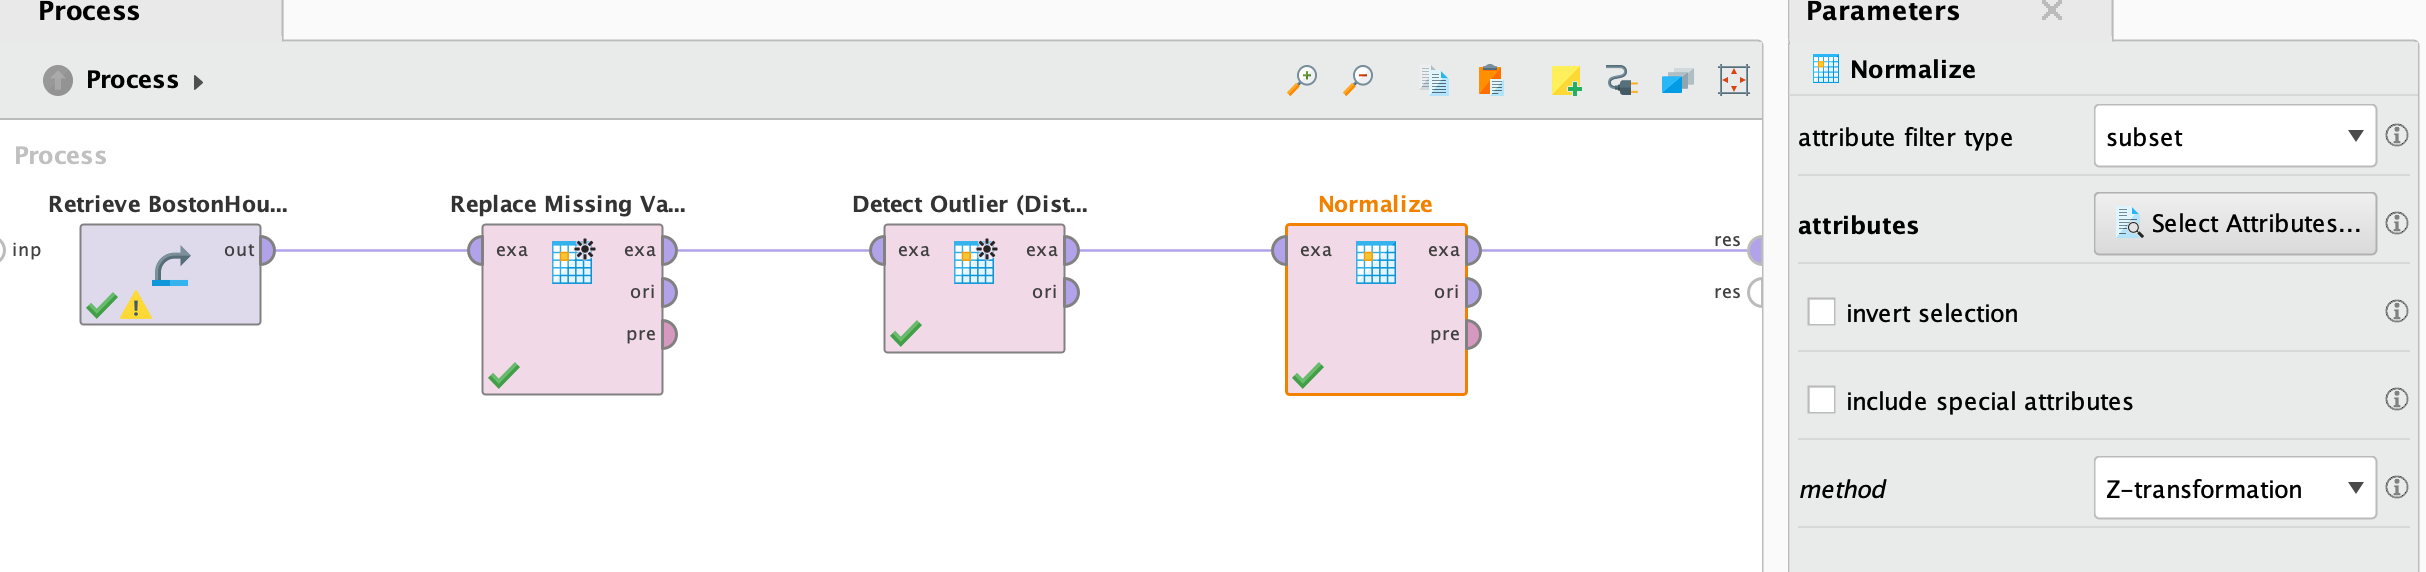 Process
Process
Process
Retrieve BostonHou...
Replace Missing Va...
Detect Outlier (Dist...
Normalize
inp
out
exa
exa
exa
exa
exa
exa
res
ori
ori
ori
res
pre
pre
Parameters
Normalize
attribute filter type
subset
attributes
Select Attributes...
invert selection
include special attributes
method
Z-transformation